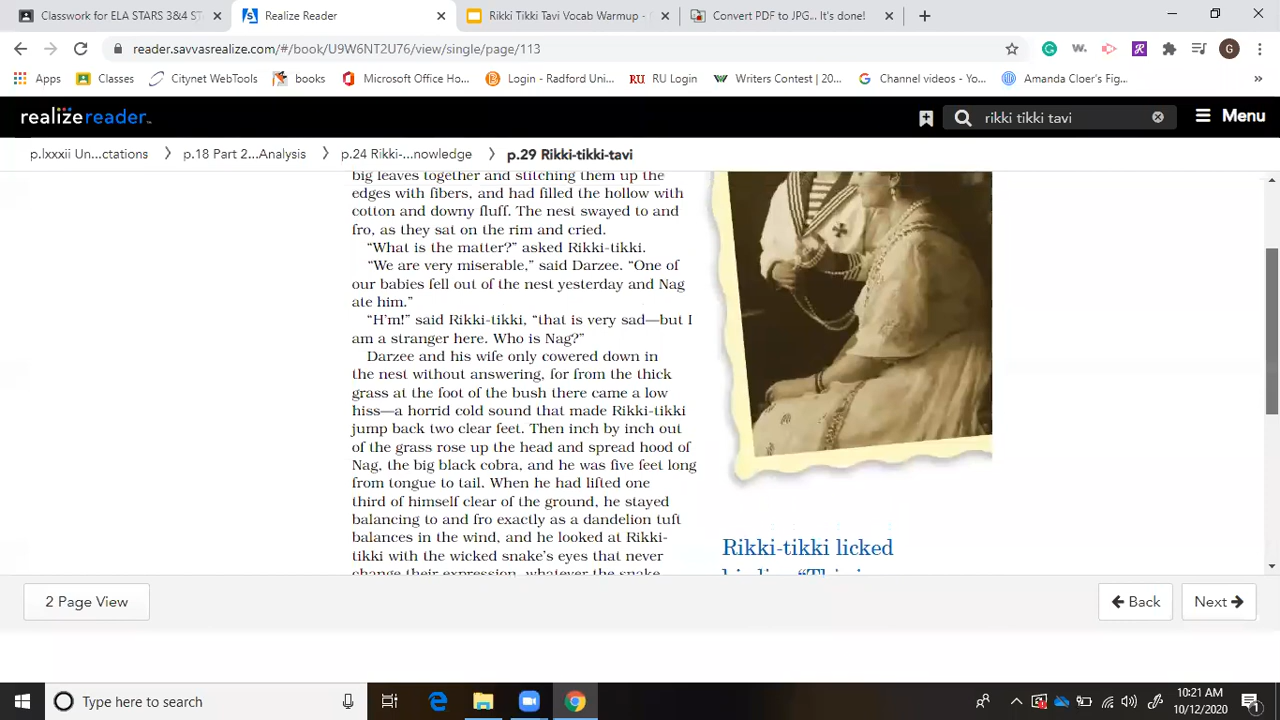 Classwork for ELA STARS 3&4 ST
Realize Reader
Rikki Tikki Tavi Vocab Warmup -
Convert PDF to JPG... It's done!
reader.savvasrealize.com/#/book/U9W6NT2U76/view/single/page/113
Apps
Classes
Citynet WebTools
books
Microsoft Office Ho...
Login - Radford Uni...
RU Login
Writers Contest | 20...
Channel videos - Yo...
Amanda Cloer's Fig...
realizereader
rikki tikki tavi
Menu
p.lxxxii Un...ctations
p.18 Part 2...Analysis
p.24 Rikki-...nowledge
p.29 Rikki-tikki-tavi
big leaves together and stitching them up the
edges with fibers, and had filled the hollow with
cotton and downy fluff. The nest swayed to and
fro, as they sat on the rim and cried.
“What is the matter?” asked Rikki-tikki.
“We are very miserable,” said Darzee. “One of
our babies fell out of the nest yesterday and Nag
ate him.”
“H’m!” said Rikki-tikki, “that is very sad—but I
am a stranger here. Who is Nag?”
Darzee and his wife only cowered down in
the nest without answering, for from the thick
grass at the foot of the bush there came a low
hiss—a horrid cold sound that made Rikki-tikki
jump back two clear feet. Then inch by inch out
of the grass rose up the head and spread hood of
Nag, the big black cobra, and he was five feet long
from tongue to tail. When he had lifted one
third of himself clear of the ground, he stayed
balancing to and fro exactly as a dandelion tuft
balances in the wind, and he looked at Rikki-
tikki with the wicked snake’s eyes that never
change their expression, whatever the snake
Rikki-tikki licked
2 Page View
Back
Next
Type here to search
10:21 AM
10/12/2020